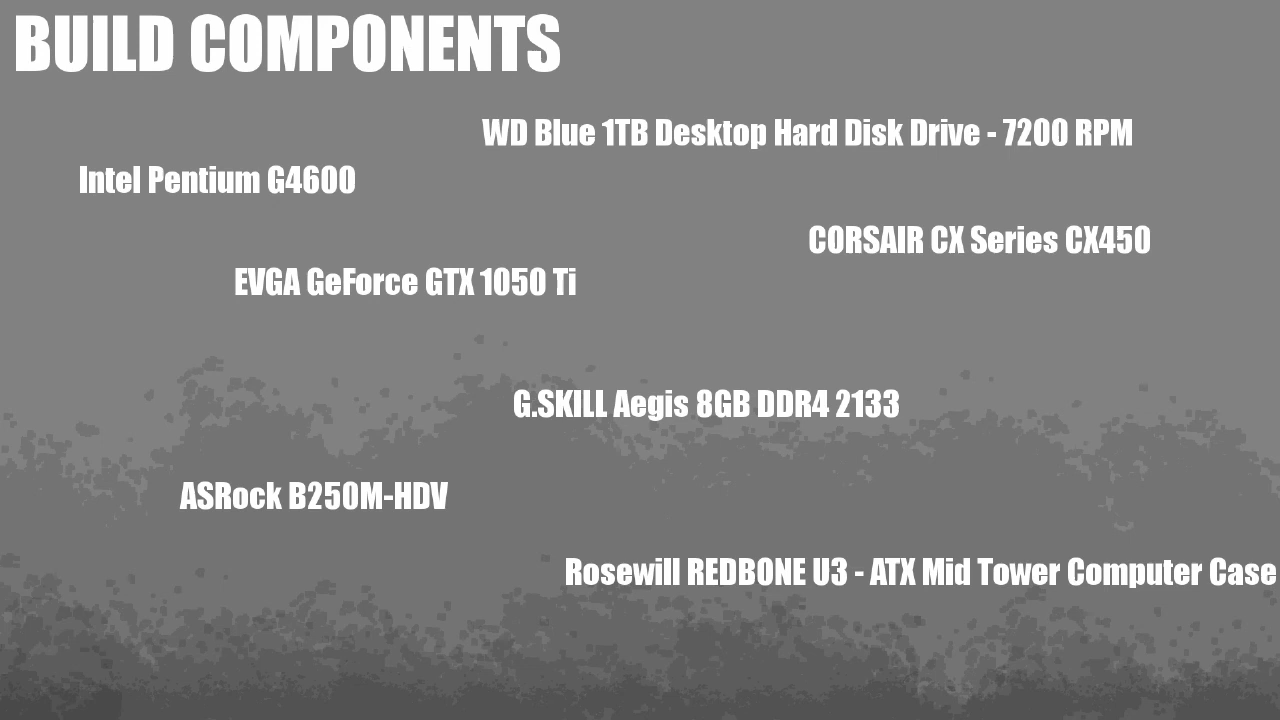 BUILD COMPONENTS
WD Blue 1TB Desktop Hard Disk Drive - 7200 RPM
Intel Pentium G4600
CORSAIR CX Series CX450
EVGA GeForce GTX 1050 Ti
G.SKILL Aegis 8GB DDR4 2133
ASRock B250M-HDV
Rosewill REDBONE U3 - ATX Mid Tower Computer Case